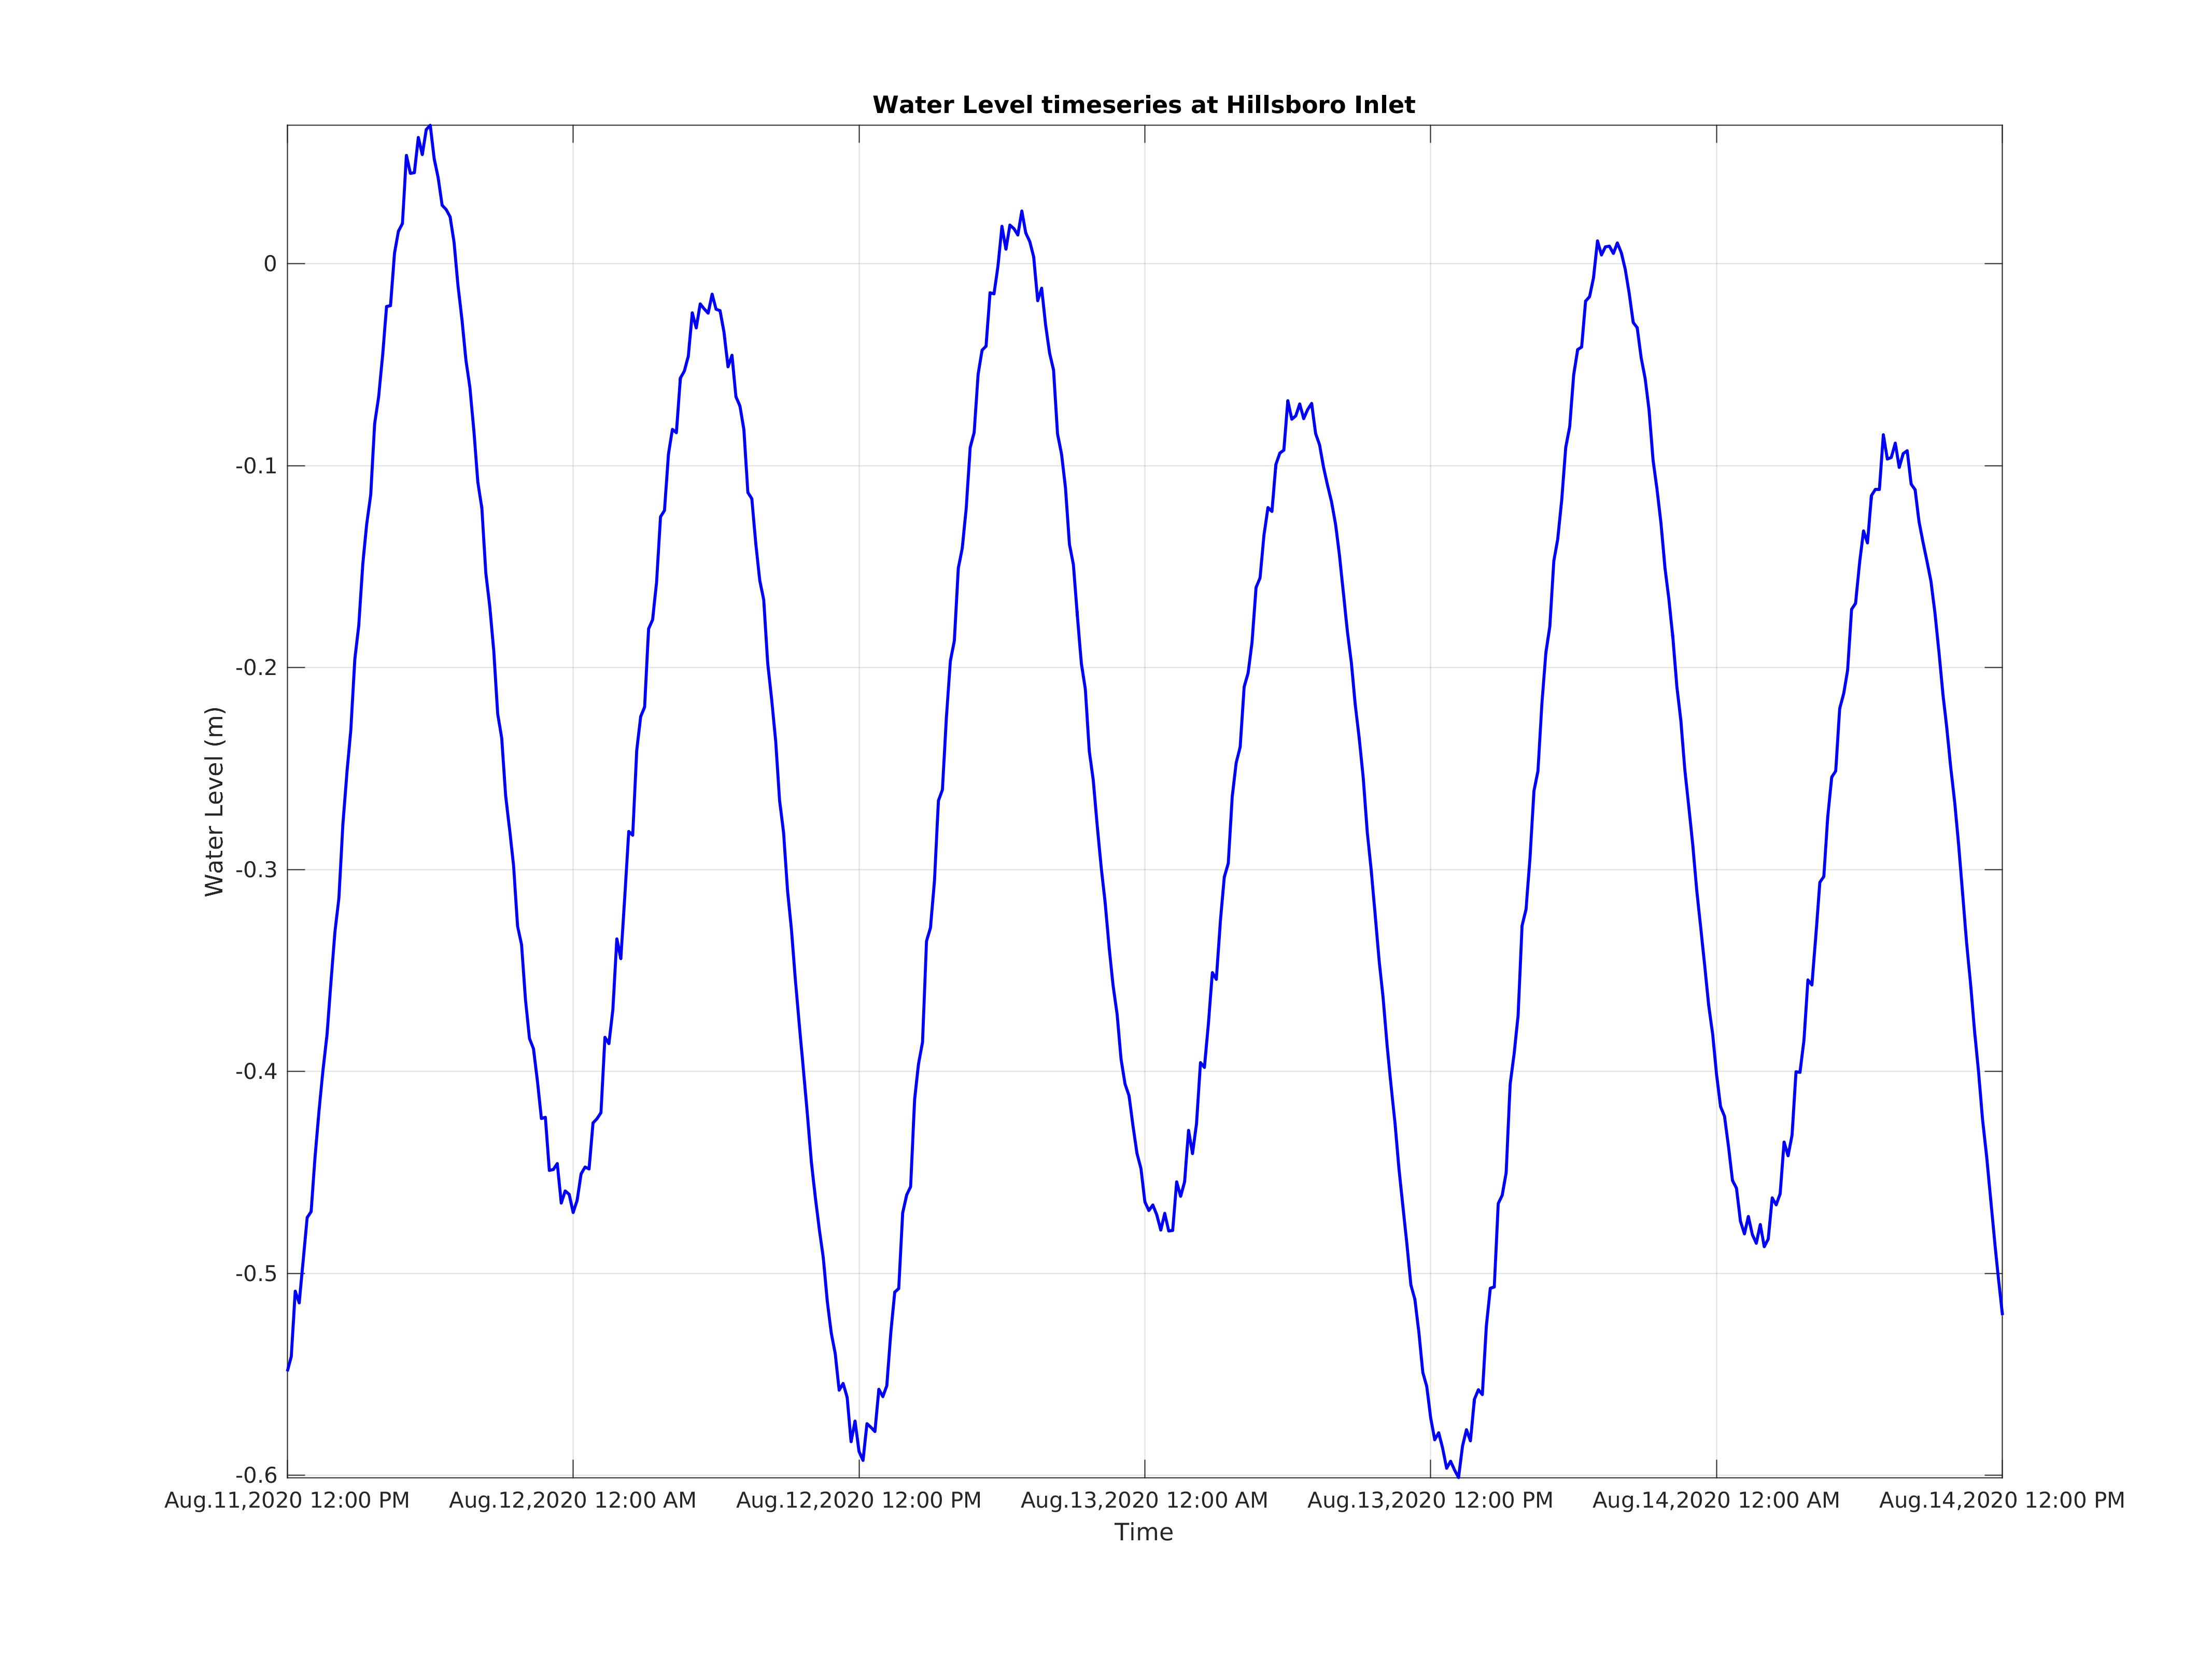 Water Level timeseries at Hillsboro Inlet
0
-0.1
-0.2
-0.3
-0.4
-0.5
-0.6
Water Level (m)
Aug.11,2020 12:00 PM Aug.12,2020 12:00 AM Aug.12,2020 12:00 PM Aug.13,2020 12:00 AM Aug.13,2020 12:00 PM Aug.14,2020 12:00 AM Aug.14,2020 12:00 PM
Time